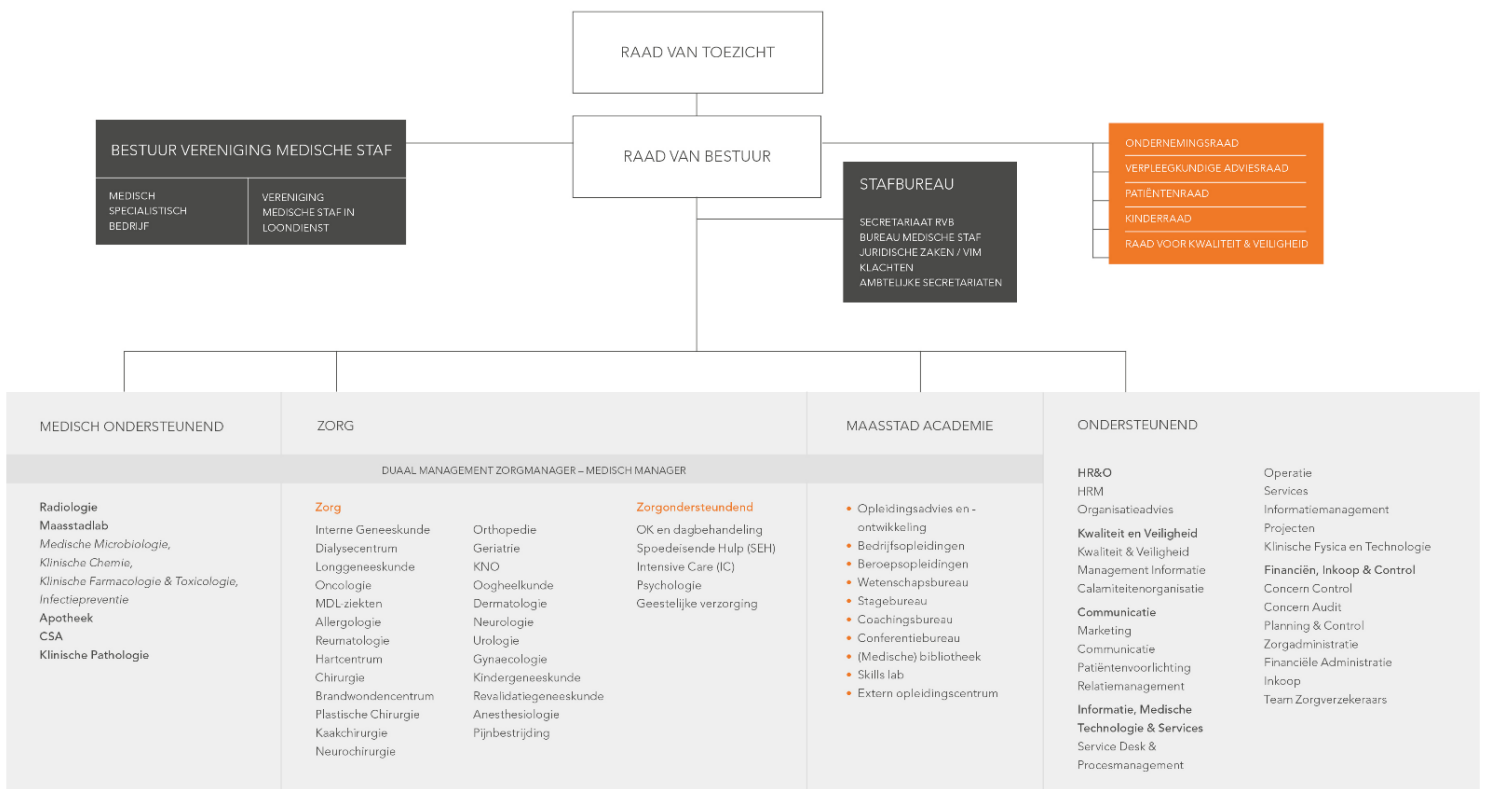 RAAD VAN TOEZICHT
RAAD VAN BESTUUR
BESTUUR VERENIGING MEDISCHE STAF
MEDISCH
SPECIALISTISCH
BEDRIJF
VERENIGING
MEDISCHE STAF IN
LOONDIENST
STAFBUREAU
SECRETARIAAT RVB
BUREAU MEDISCHE STAF
JURIDISCHE ZAKEN / VIM
KLACHTEN
AMBTELIJKE SECRETARIATEN
ONDERNEMINGSRAAD
VERPLEEGKUNDIGE ADVIESRAAD
PATIËNTENRAAD
KINDERRAAD
RAAD VOOR KWALITEIT & VEILIGHEID
MEDISCH ONDERSTEUNEND
ZORG
MAASSTAD ACADEMIE
ONDERSTEUNEND
DUAAL MANAGEMENT ZORGMANAGER – MEDISCH MANAGER
Radiologie
Maasstadlab
Medische Microbiologie,
Klinische Chemie,
Klinische Farmacologie & Toxicologie,
Infectiepreventie
Apotheek
CSA
Klinische Pathologie
Zorg
Interne Geneeskunde
Dialysecentrum
Longgeneeskunde
Oncologie
MDL-ziekten
Allergologie
Reumatologie
Hartcentrum
Chirurgie
Brandwondencentrum
Plastische Chirurgie
Kaakchirurgie
Neurochirurgie
Orthopedie
Geriatrie
KNO
Oogheelkunde
Dermatologie
Neurologie
Urologie
Gynaecologie
Kindergeneeskunde
Revalidatiegeneeskunde
Anesthesiologie
Pijnbestrijding
Zorgondersteundend
OK en dagbehandeling
Spoedeisende Hulp (SEH)
Intensive Care (IC)
Psychologie
Geestelijke verzorging
• Opleidingsadvies en -
ontwikkeling
• Bedrijfsopleidingen
• Beroepsopleidingen
• Wetenschapsbureau
• Stagebureau
• Coachingsbureau
• Conferentiebureau
• (Medische) bibliotheek
• Skills lab
• Extern opleidingscentrum
HR&O
HRM
Organisatieadvies
Kwaliteit en Veiligheid
Kwaliteit & Veiligheid
Management Informatie
Calamiteitenorganisatie
Communicatie
Marketing
Communicatie
Patiëntenvoorlichting
Relatiemanagement
Informatie, Medische
Technologie & Services
Service Desk &
Procesmanagement
Operatie
Services
Informatiemanagement
Projecten
Klinische Fysica en Technologie
Financiën, Inkoop & Control
Concern Control
Concern Audit
Planning & Control
Zorgadministratie
Financiële Administratie
Inkoop
Team Zorgverzekeraars